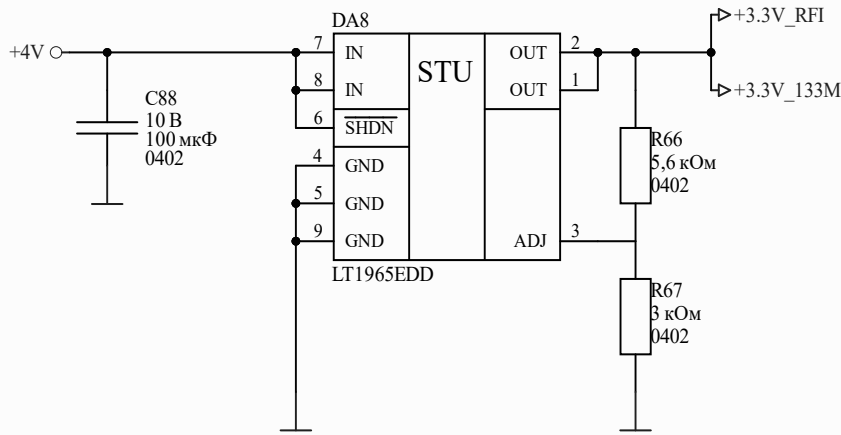 DA8
+4V
7
IN
STU
OUT
2
+3.3V_RFI
8
IN
OUT
1
+3.3V_133M
C88
10 В
100 мкФ
0402
6
SHDN
4
GND
5
GND
9
GND
ADJ
3
LT1965EDD
R66
5,6 кОм
0402
R67
3 кОм
0402